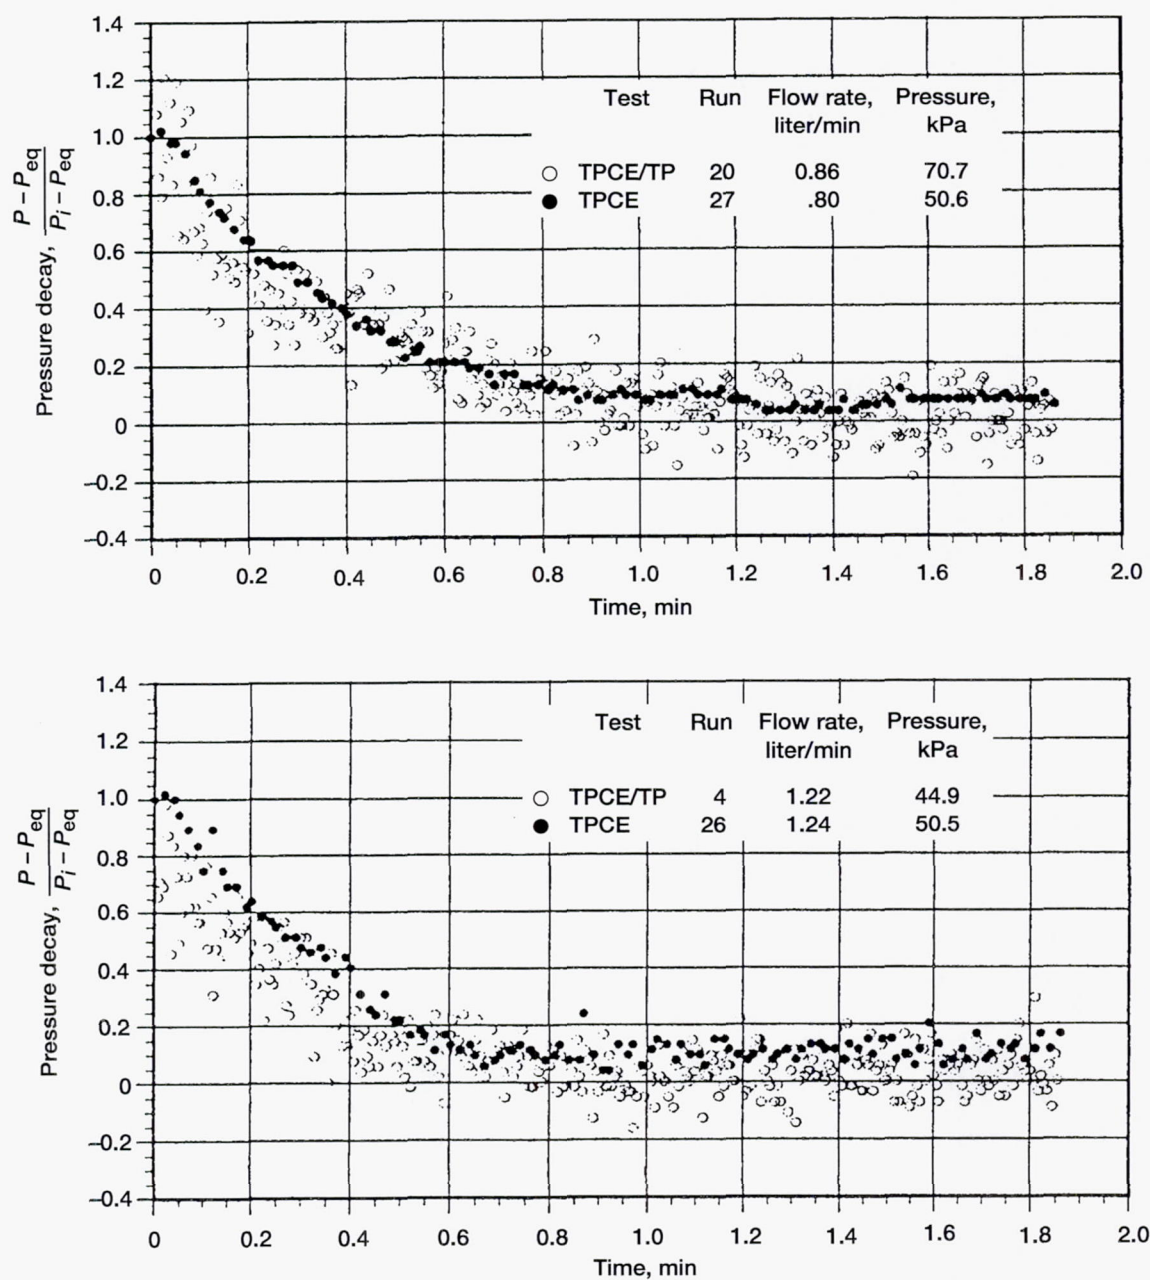 1.4
1.2
1.0
0.8
0.6
0.4
0.2
0
–0.2
–0.4
Pressure decay, P – Peq / Pi – Peq
Test Run Flow rate, Pressure,
liter/min kPa
TPCE/TP 20 0.86 70.7
TPCE 27 .80 50.6
0 0.2 0.4 0.6 0.8 1.0 1.2 1.4 1.6 1.8 2.0
Time, min
1.4
1.2
1.0
0.8
0.6
0.4
0.2
0
–0.2
–0.4
Pressure decay, P – Peq / Pi – Peq
Test Run Flow rate, Pressure,
liter/min kPa
TPCE/TP 4 1.22 44.9
TPCE 26 1.24 50.5
0 0.2 0.4 0.6 0.8 1.0 1.2 1.4 1.6 1.8 2.0
Time, min